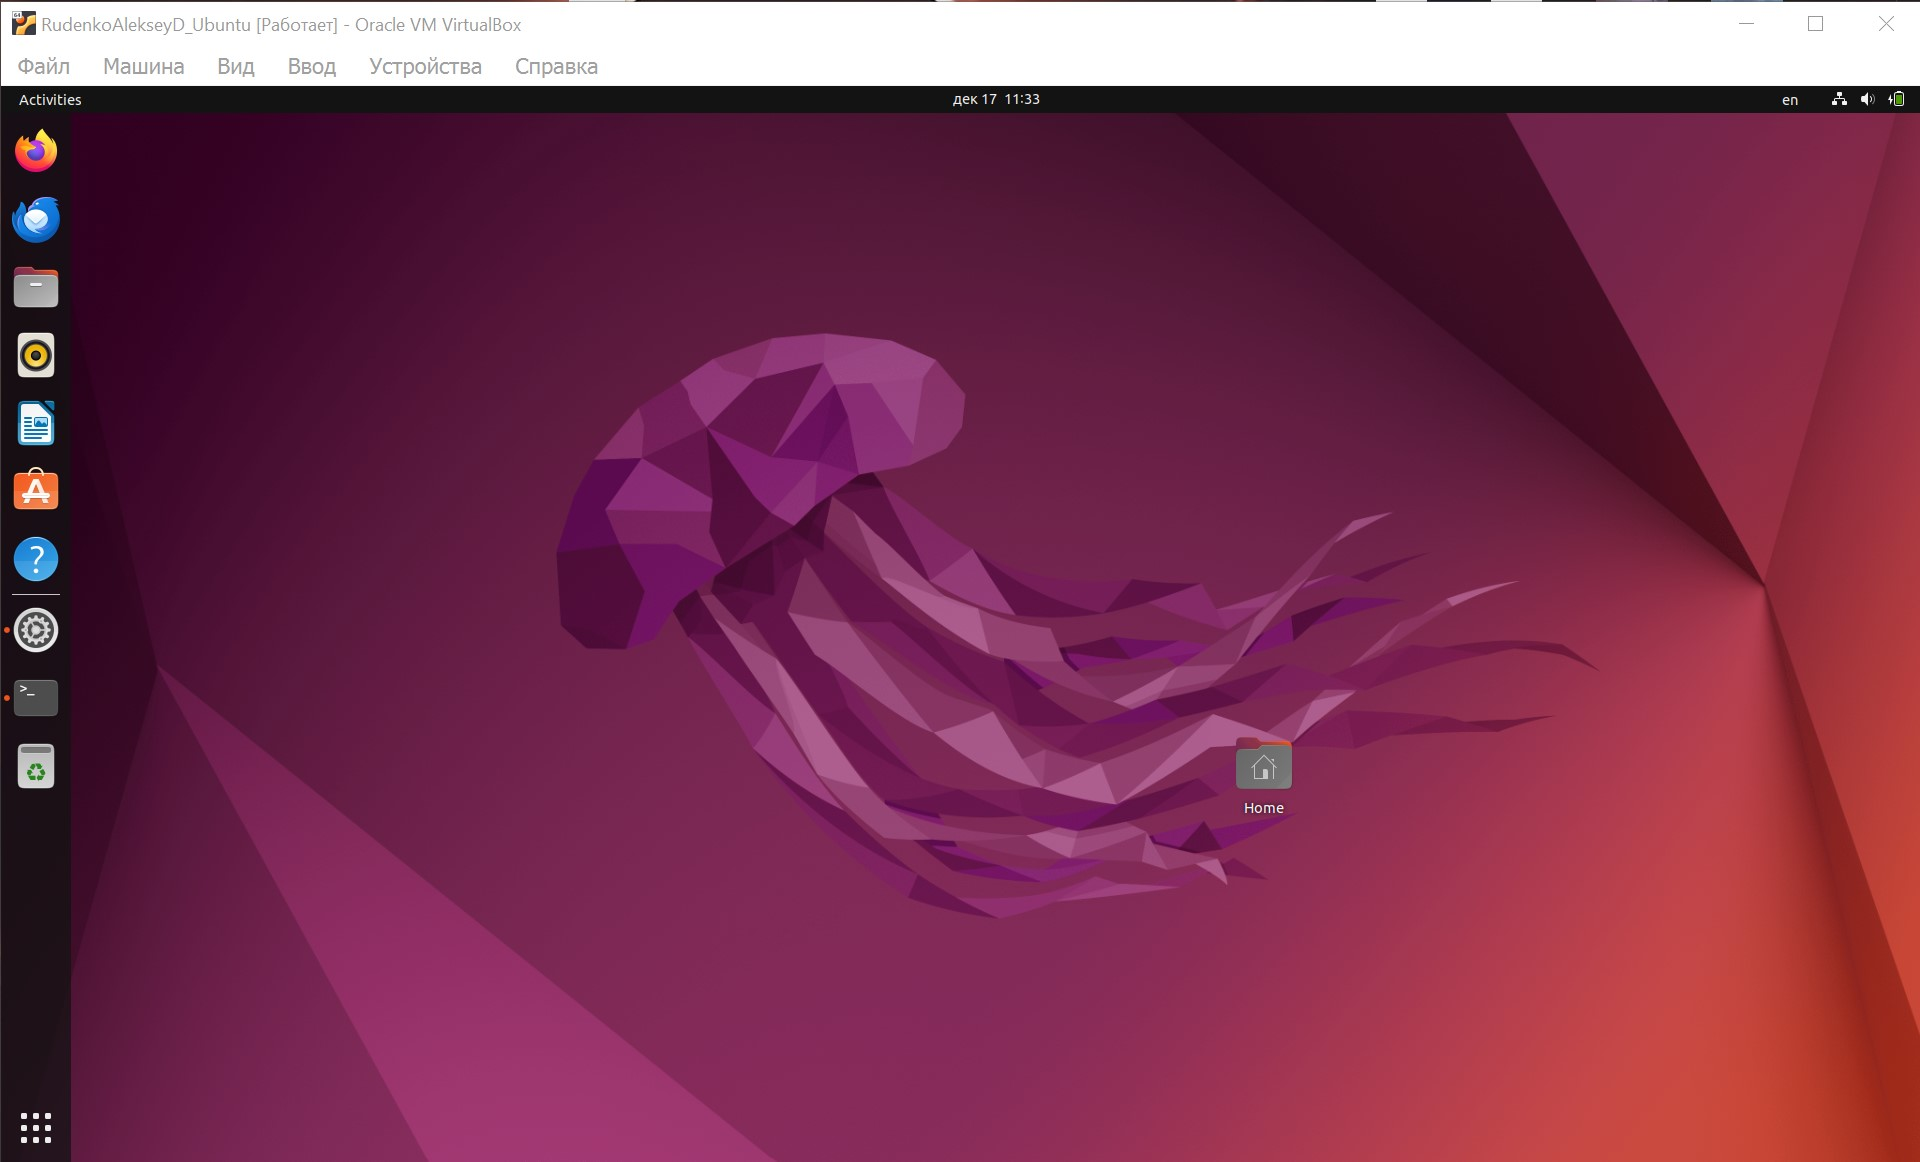 RudenkoAlekseyD_Ubuntu [Работает] - Oracle VM VirtualBox
Файл Машина Вид Ввод Устройства Справка
Activities дек 17 11:33 en
Home